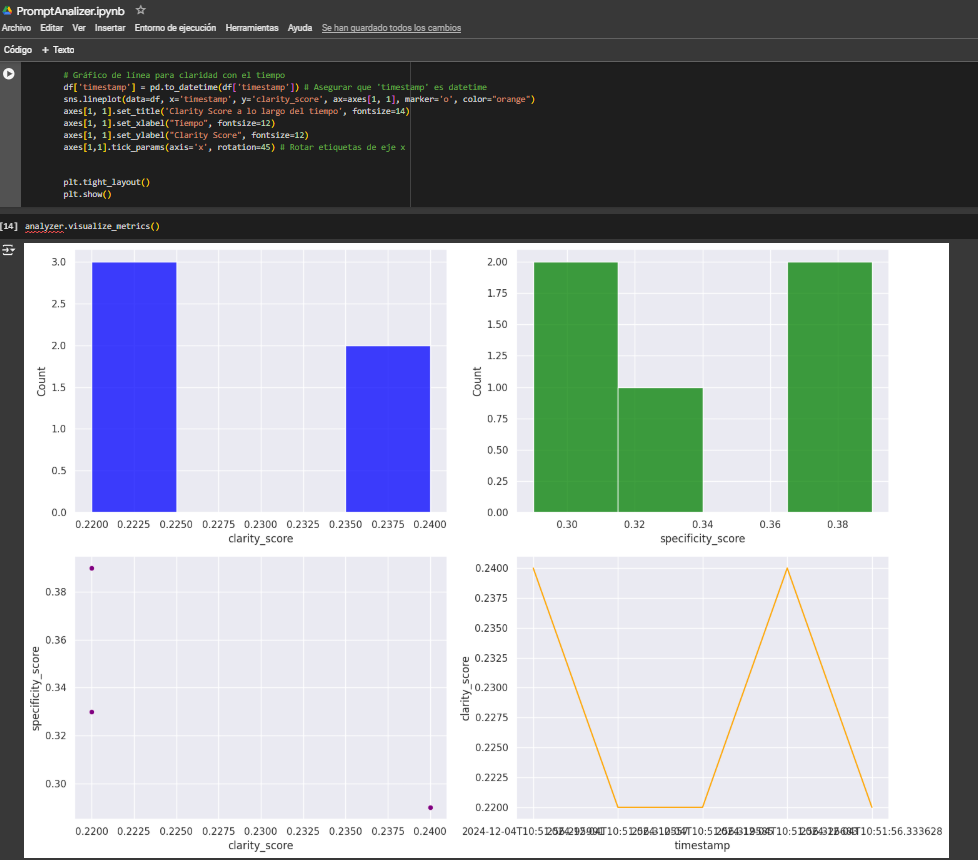 PromptAnalizer.ipynb
Archivo Editar Ver Insertar Entorno de ejecución Herramientas Ayuda Se han guardado todos los cambios
Código + Texto
# Gráfico de línea para claridad con el tiempo
df['timestamp'] = pd.to_datetime(df['timestamp']) # Asegurar que 'timestamp' es datetime
sns.lineplot(data=df, x='timestamp', y='clarity_score', ax=axes[1, 1], marker='o', color="orange")
axes[1, 1].set_title('Clarity Score a lo largo del tiempo', fontsize=14)
axes[1, 1].set_xlabel("Tiempo", fontsize=12)
axes[1, 1].set_ylabel("Clarity Score", fontsize=12)
axes[1,1].tick_params(axis='x', rotation=45) # Rotar etiquetas de eje x
plt.tight_layout()
plt.show()
[14] analyzer.visualize_metrics()
3.0
2.5
2.0
1.5
1.0
0.5
0.0
Count
0.2200 0.2225 0.2250 0.2275 0.2300 0.2325 0.2350 0.2375 0.2400
clarity_score
2.00
1.75
1.50
1.25
1.00
0.75
0.50
0.25
0.00
Count
0.30 0.32 0.34 0.36 0.38
specificity_score
0.38
0.36
0.34
0.32
0.30
specificity_score
0.2200 0.2225 0.2250 0.2275 0.2300 0.2325 0.2350 0.2375 0.2400
clarity_score
0.2400
0.2375
0.2350
0.2325
0.2300
0.2275
0.2250
0.2225
0.2200
clarity_score
timestamp